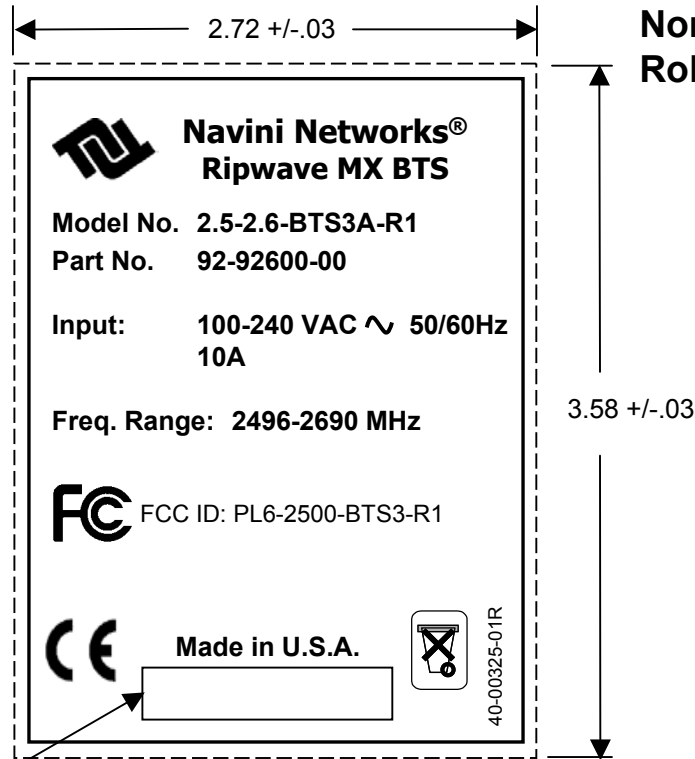 2.72 +/-.03
Navini Networks®
Ripwave MX BTS
Model No. 2.5-2.6-BTS3A-R1
Part No. 92-92600-00
Input: 100-240 VAC ∿ 50/60Hz
10A
Freq. Range: 2496-2690 MHz
3.58 +/-.03
FC FCC ID: PL6-2500-BTS3-R1
CE
Made in U.S.A.
40-00325-01R